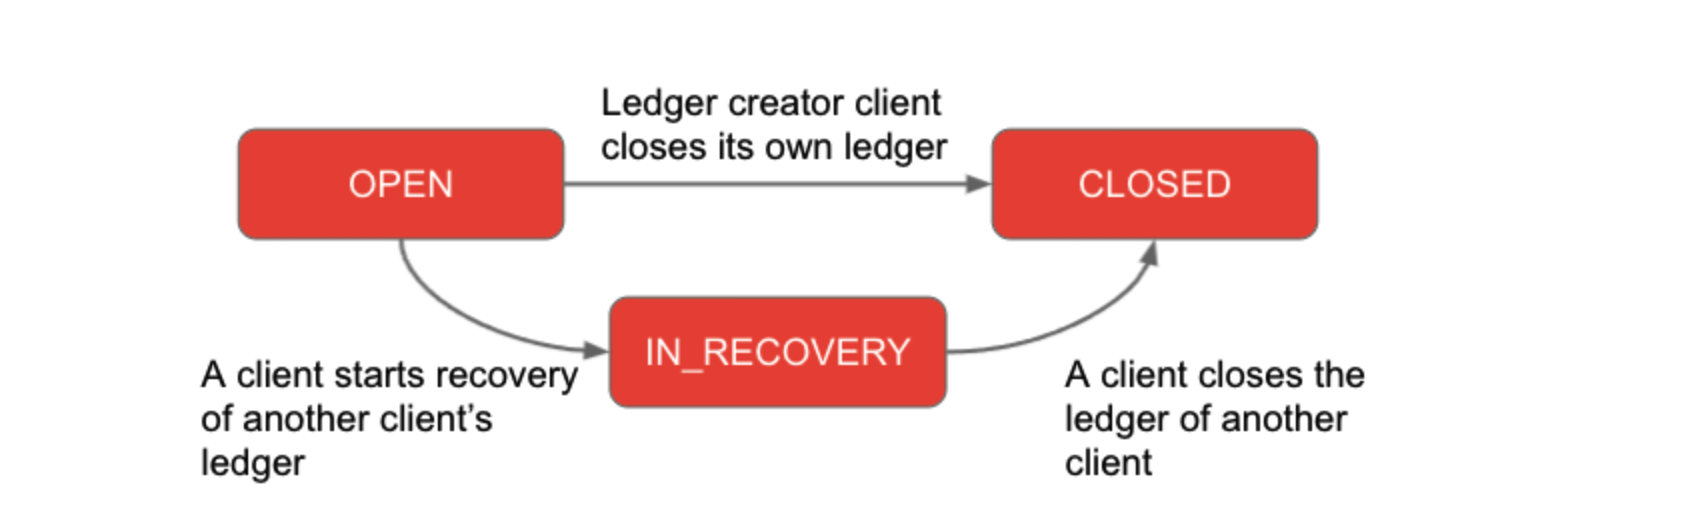 Ledger creator client
closes its own ledger
OPEN
CLOSED
IN_RECOVERY
A client starts recovery
of another client’s
ledger
A client closes the
ledger of another
client